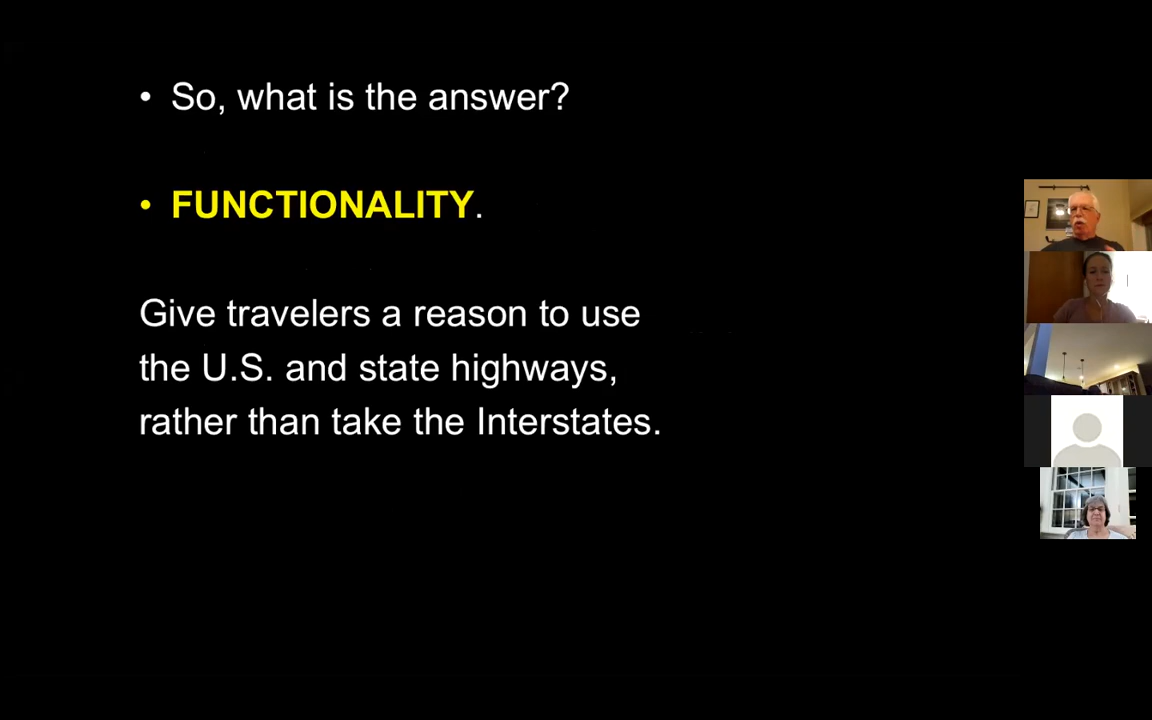 • So, what is the answer?
• FUNCTIONALITY.
Give travelers a reason to use
the U.S. and state highways,
rather than take the Interstates.